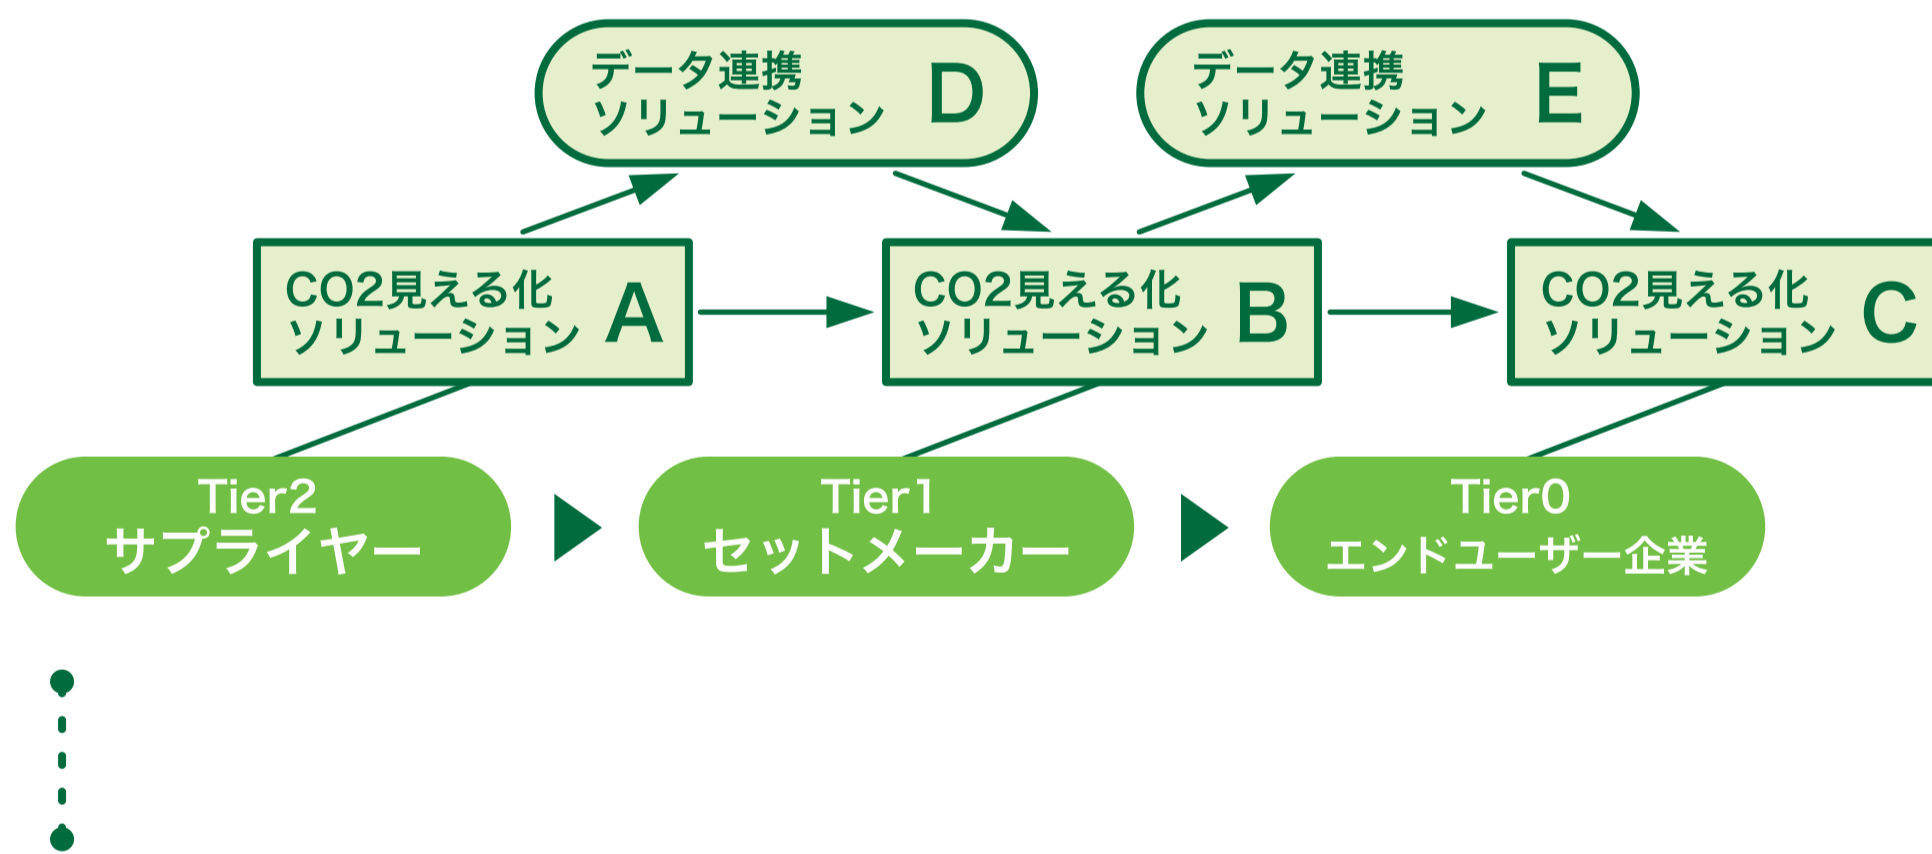 データ連携
ソリューション
D
データ連携
ソリューション
E
CO2見える化
ソリューション
A
CO2見える化
ソリューション
B
CO2見える化
ソリューション
C
Tier2
サプライヤー
Tier1
セットメーカー
Tier0
エンドユーザー企業